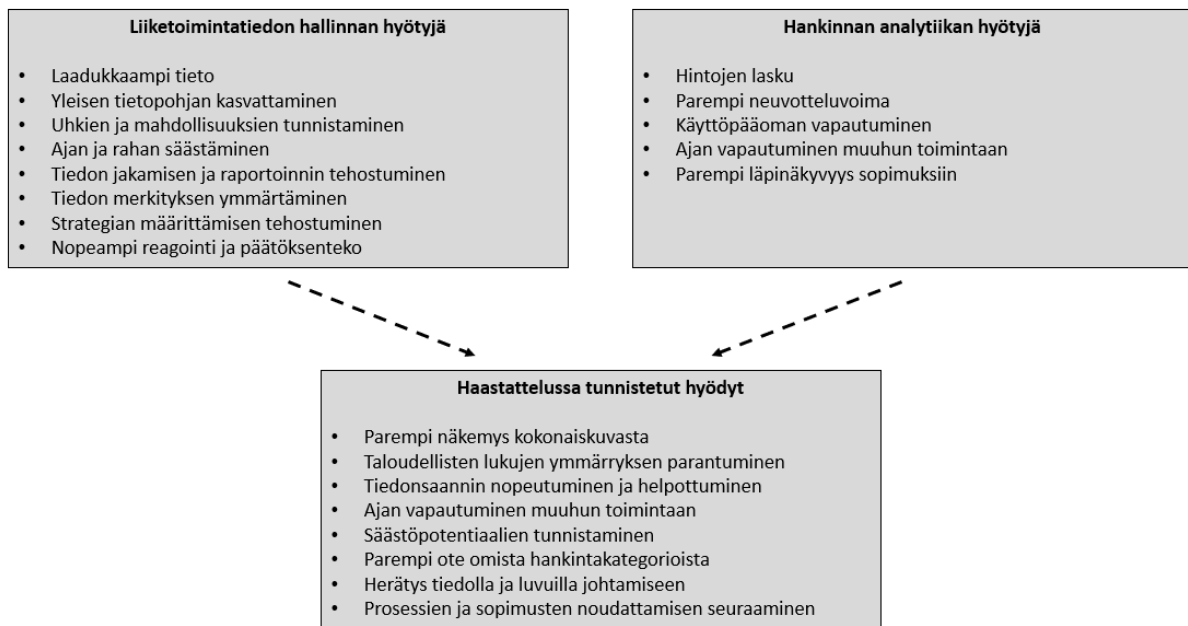 Liiketoimintatiedon hallinnan hyötyjä
• Laadukkaampi tieto
• Yleisen tietopohjan kasvattaminen
• Uhkien ja mahdollisuuksien tunnistaminen
• Ajan ja rahan säästäminen
• Tiedon jakamisen ja raportoinnin tehostuminen
• Tiedon merkityksen ymmärtäminen
• Strategian määrittämisen tehostuminen
• Nopeampi reagointi ja päätöksenteko
Hankinnan analytiikan hyötyjä
• Hintojen lasku
• Parempi neuvotteluvoima
• Käyttöpääoman vapautuminen
• Ajan vapautuminen muuhun toimintaan
• Parempi läpinäkyvyys sopimuksiin
Haastattelussa tunnistetut hyödyt
• Parempi näkemys kokonaiskuvasta
• Taloudellisten lukujen ymmärryksen parantuminen
• Tiedonsaannin nopeutuminen ja helpottuminen
• Ajan vapautuminen muuhun toimintaan
• Säästöpotentiaalien tunnistaminen
• Parempi ote omista hankintakategorioista
• Herätys tiedolla ja luvuilla johtamiseen
• Prosessien ja sopimusten noudattamisen seuraaminen